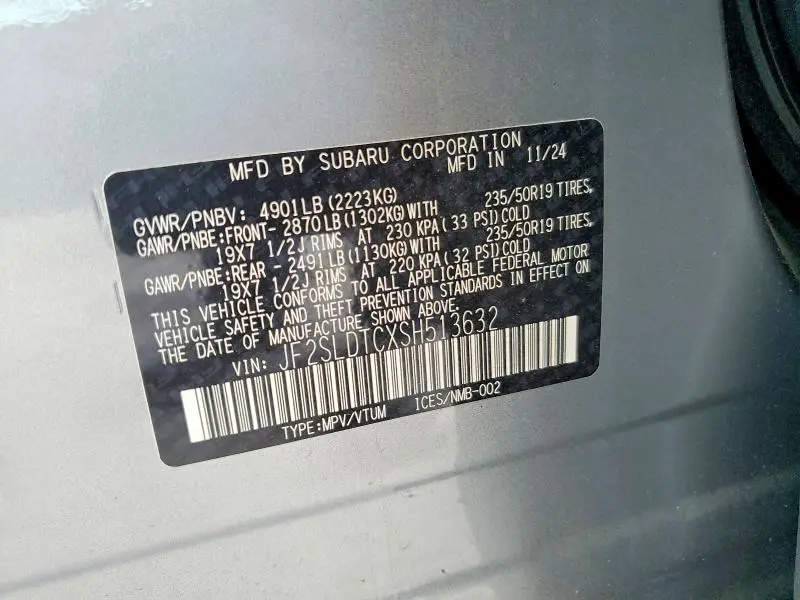 MFD BY SUBARU CORPORATION
MFD IN 11/24
GVWR/PNBV: 4901LB(2223KG)
GAWR/PNBE:FRONT- 2870LB(1302KG)WITH 235/50R19 TIRES,
19X7 1/2J RIMS AT 230 KPA(33 PSI)COLD
GAWR/PNBE:REAR - 2491LB(1130KG)WITH 235/50R19 TIRES,
19X7 1/2J RIMS AT 220 KPA(32 PSI)COLD
THIS VEHICLE CONFORMS TO ALL APPLICABLE FEDERAL MOTOR
VEHICLE SAFETY AND THEFT PREVENTION STANDARDS IN EFFECT ON
THE DATE OF MANUFACTURE SHOWN ABOVE.
VIN: JF2SLDTCXSH513632
TYPE:MPV/VTUM ICES/NMB-002